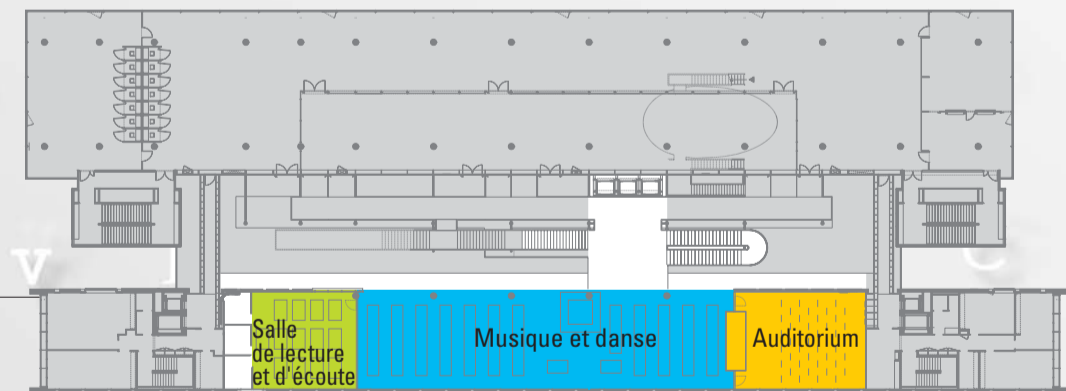 V
C
Salle
de lecture
et d'écoute
Musique et danse
Auditorium